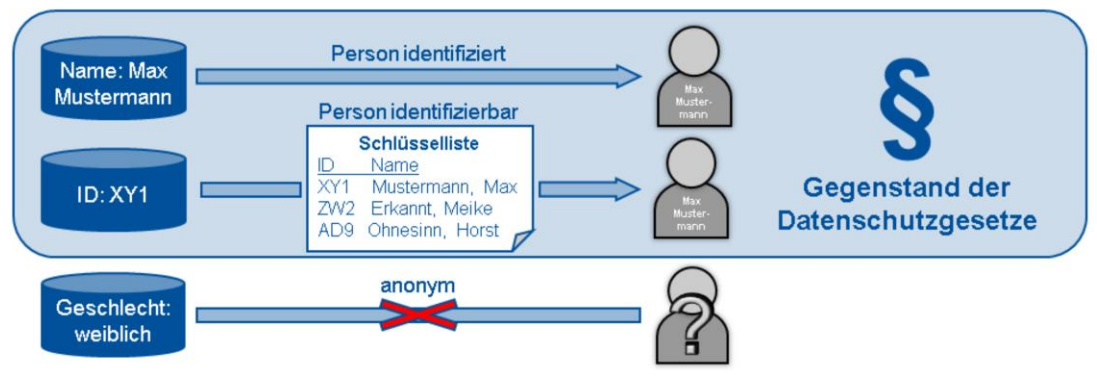 Name: Max
Mustermann
Person identifiziert
Max
Muster-
mann
Person identifizierbar
ID: XY1
Schlüsselliste
ID Name
XY1 Mustermann, Max
ZW2 Erkannt, Meike
AD9 Ohnesinn, Horst
Max
Muster-
mann
§
Gegenstand der
Datenschutzgesetze
Geschlecht:
weiblich
anonym
?